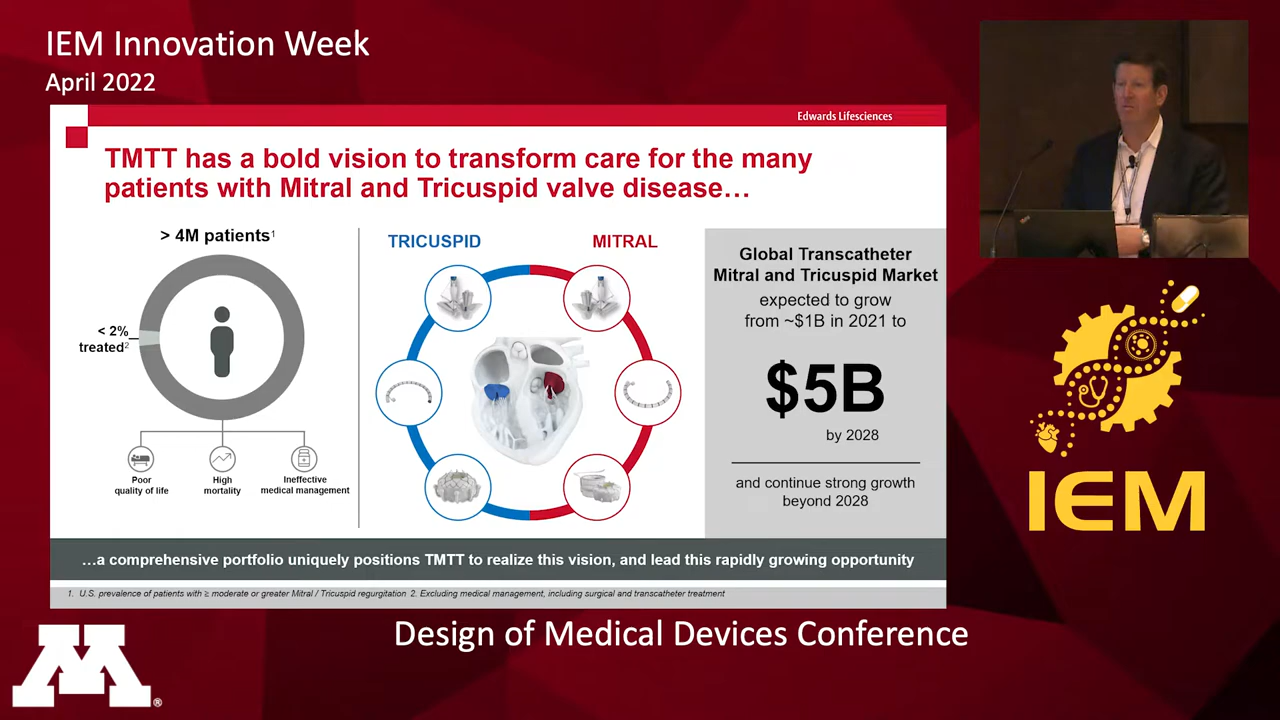 IEM Innovation Week
April 2022
Edwards Lifesciences
TMTT has a bold vision to transform care for the many
patients with Mitral and Tricuspid valve disease…
> 4M patients1
< 2%
treated2
Poor
quality of life
High
mortality
Ineffective
medical management
TRICUSPID
MITRAL
Global Transcatheter
Mitral and Tricuspid Market
expected to grow
from ~$1B in 2021 to
$5B
by 2028
and continue strong growth
beyond 2028
…a comprehensive portfolio uniquely positions TMTT to realize this vision, and lead this rapidly growing opportunity
1. U.S. prevalence of patients with ≥ moderate or greater Mitral / Tricuspid regurgitation 2. Excluding medical management, including surgical and transcatheter treatment
IEM
Design of Medical Devices Conference
M®